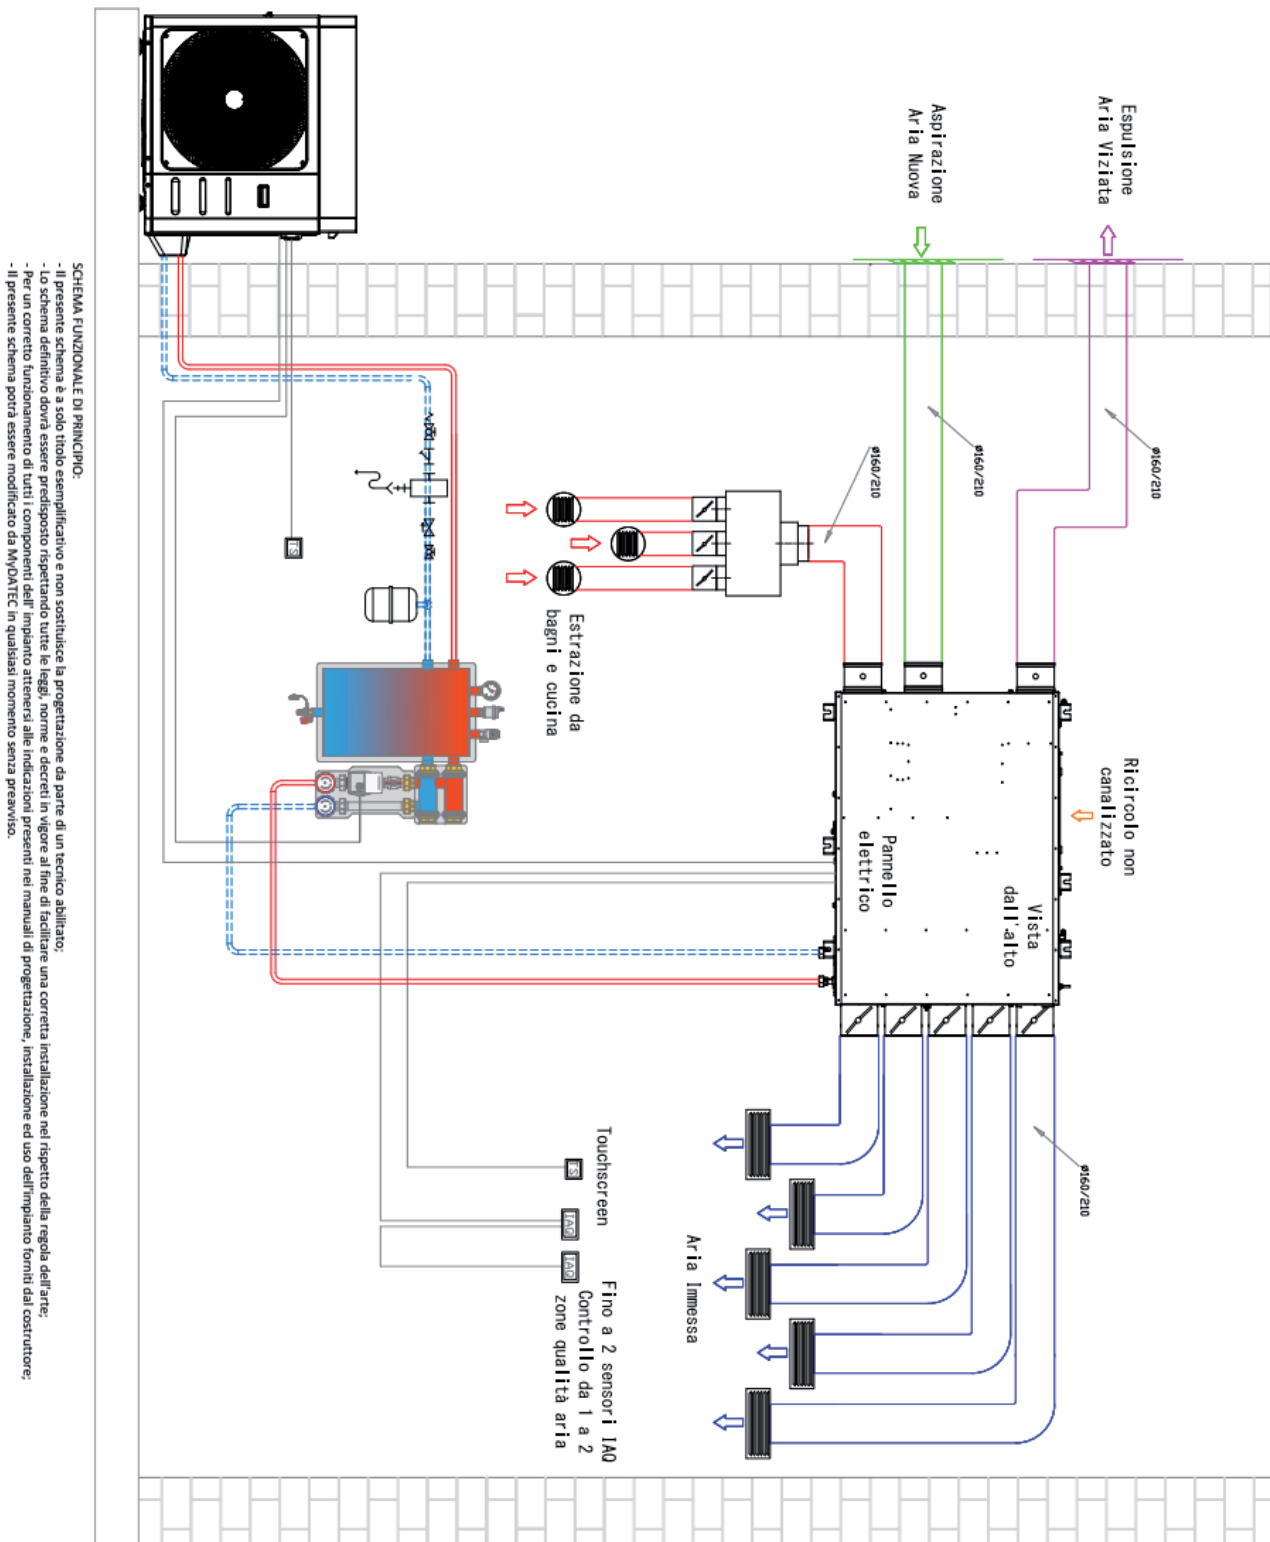 Espulsione
Aria Viziata
Aspirazione
Aria Nuova
ø160/210
ø160/210
ø160/210
Ricircolo non
canalizzato
Vista
dall'alto
Pannello
elettrico
Estrazione da
bagni e cucina
TS
ø160/210
Aria Immessa
TS
Touchscreen
IAQ
IAQ
Fino a 2 sensori IAQ
Controllo da 1 a 2
zone qualità aria
SCHEMA FUNZIONALE DI PRINCIPIO:
- Il presente schema è a solo titolo esemplificativo e non sostituisce la progettazione da parte di un tecnico abilitato;
- Lo schema definitivo dovrà essere predisposto rispettando tutte le leggi, norme e decreti in vigore al fine di facilitare una corretta installazione nel rispetto della regola dell'arte;
- Per un corretto funzionamento di tutti i componenti dell' impianto attenersi alle indicazioni presenti nei manuali di progettazione, installazione ed uso dell'impianto forniti dal costruttore;
- Il presente schema potrà essere modificato da MyDATEC in qualsiasi momento senza preavviso.